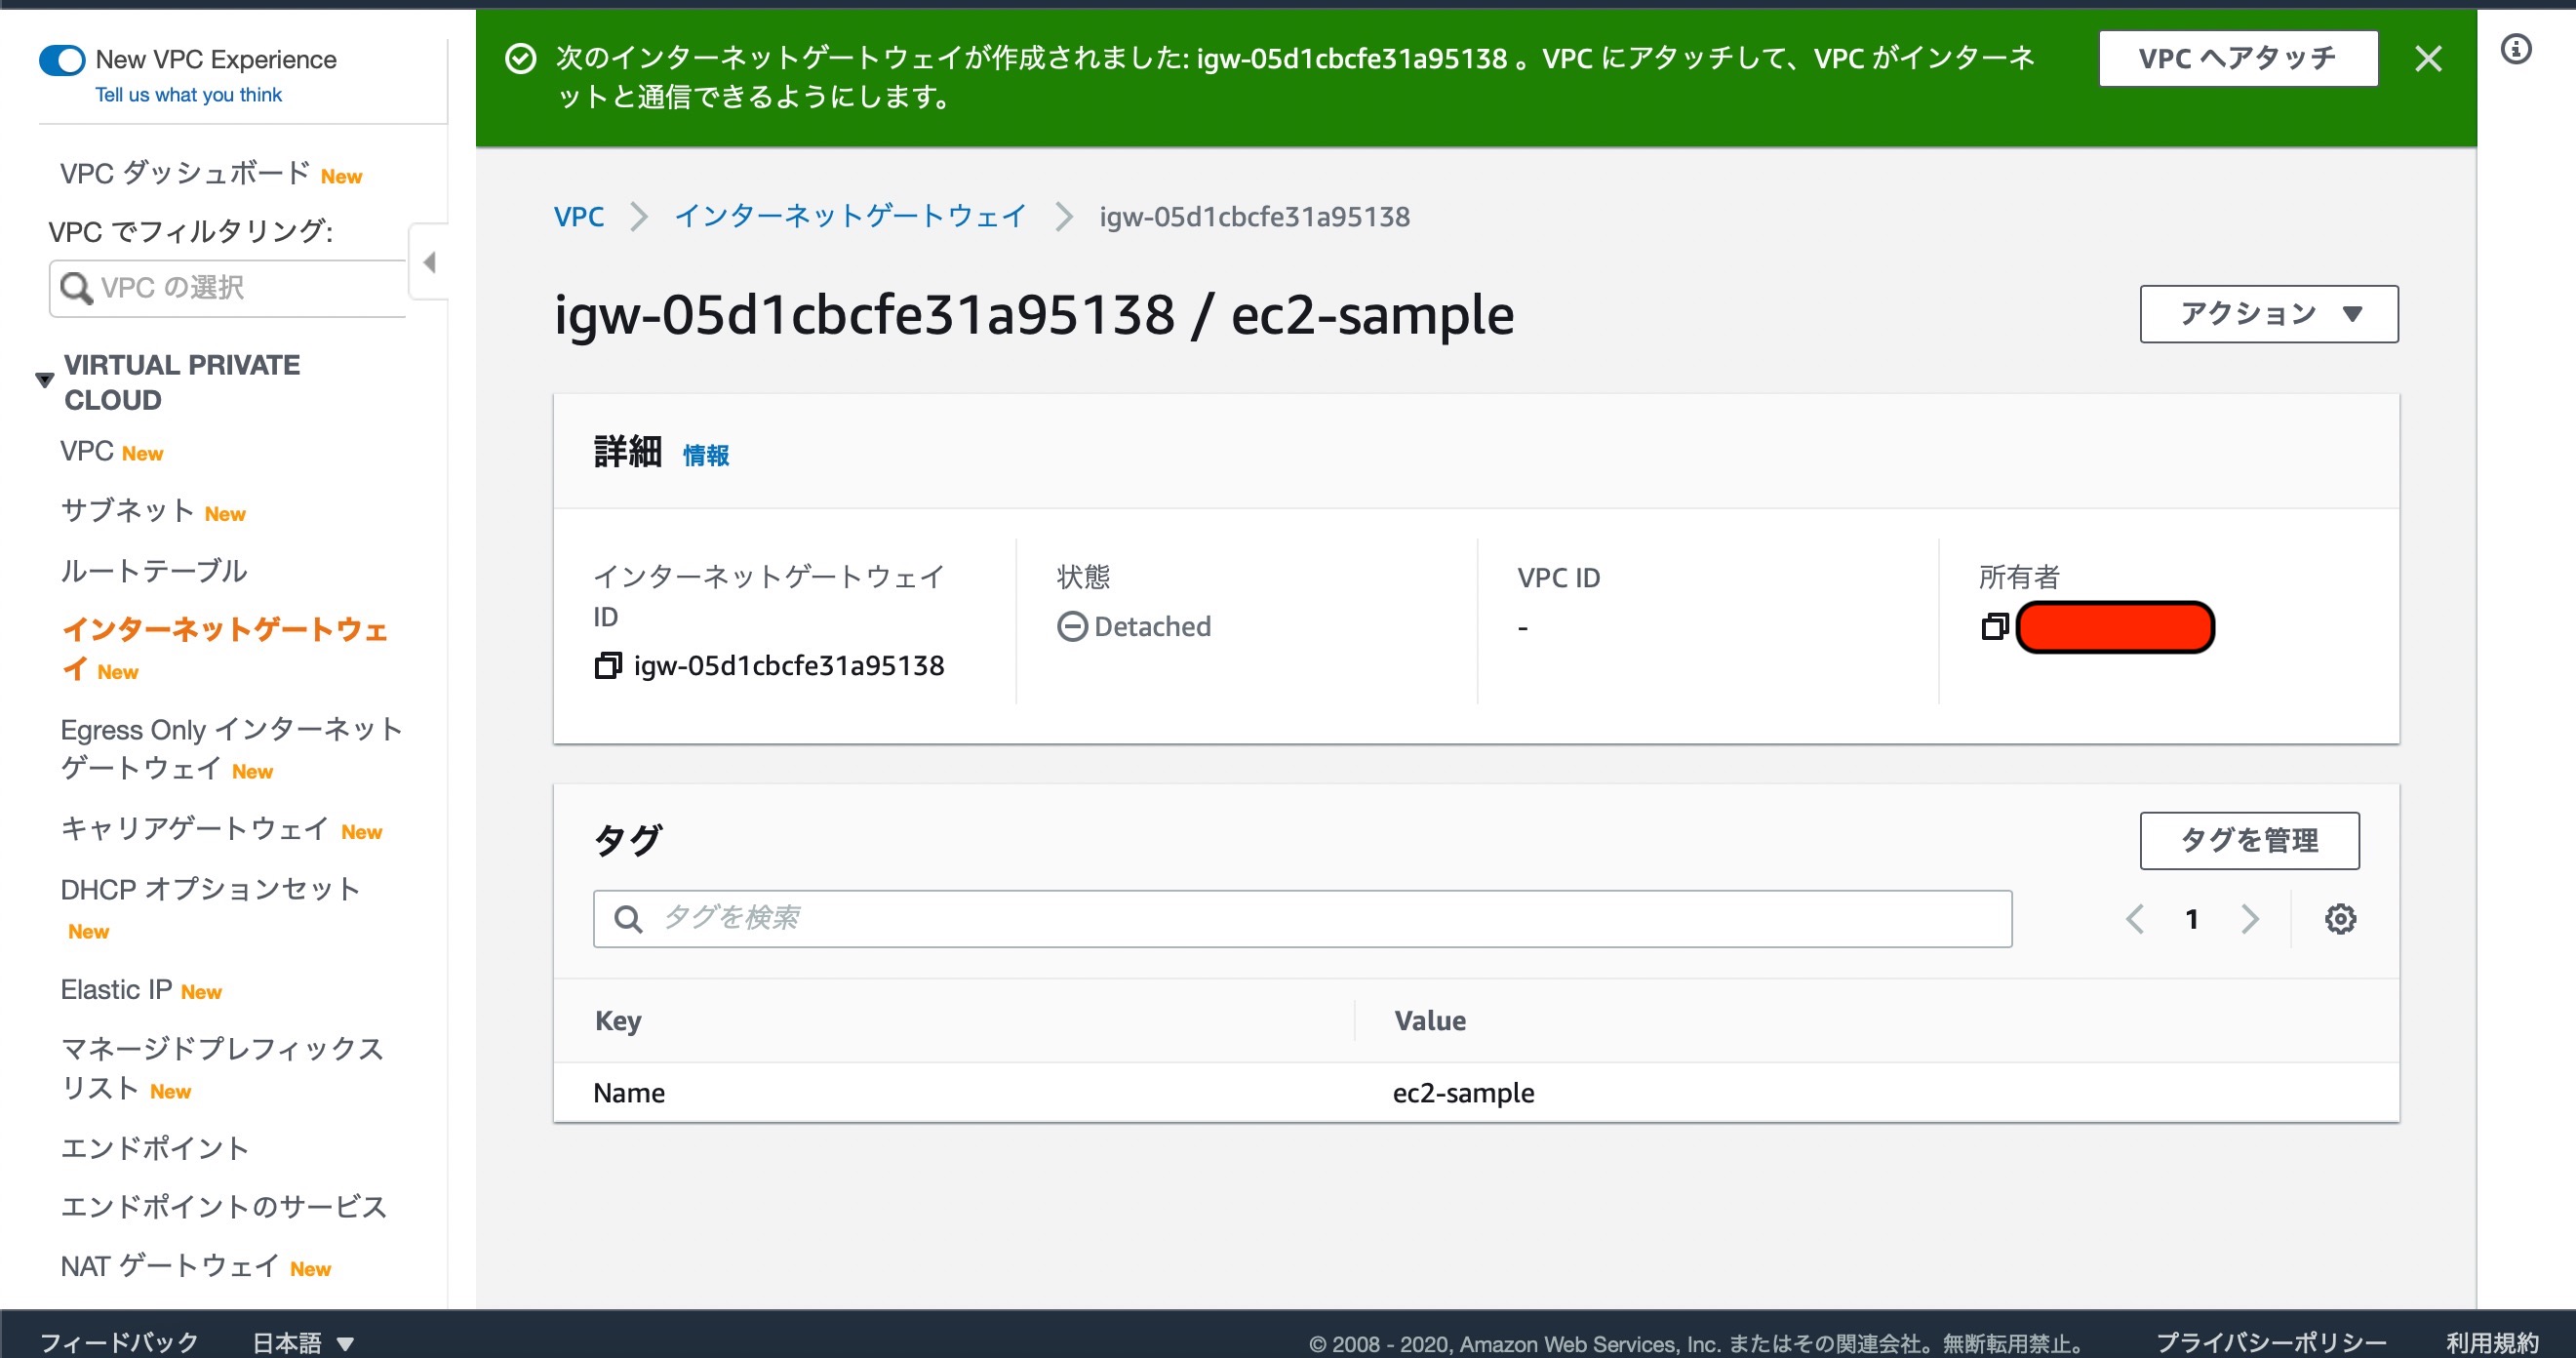 New VPC Experience
Tell us what you think
VPC ダッシュボード New
VPC でフィルタリング:
VPC の選択
VIRTUAL PRIVATE
CLOUD
VPC New
サブネット New
ルートテーブル
インターネットゲートウェ
イ New
Egress Only インターネット
ゲートウェイ New
キャリアゲートウェイ New
DHCP オプションセット
New
Elastic IP New
マネージドプレフィックス
リスト New
エンドポイント
エンドポイントのサービス
NAT ゲートウェイ New
次のインターネットゲートウェイが作成されました: igw-05d1cbcfe31a95138 。VPC にアタッチして、VPC がインターネ
ットと通信できるようにします。
VPC へアタッチ
VPC インターネットゲートウェイ igw-05d1cbcfe31a95138
igw-05d1cbcfe31a95138 / ec2-sample
アクション
詳細 情報
インターネットゲートウェイ
ID
igw-05d1cbcfe31a95138
状態
Detached
VPC ID
-
所有者
タグ
タグを管理
タグを検索
1
Key Value
Name ec2-sample
フィードバック 日本語 © 2008 - 2020, Amazon Web Services, Inc. またはその関連会社。無断転用禁止。 プライバシーポリシー 利用規約